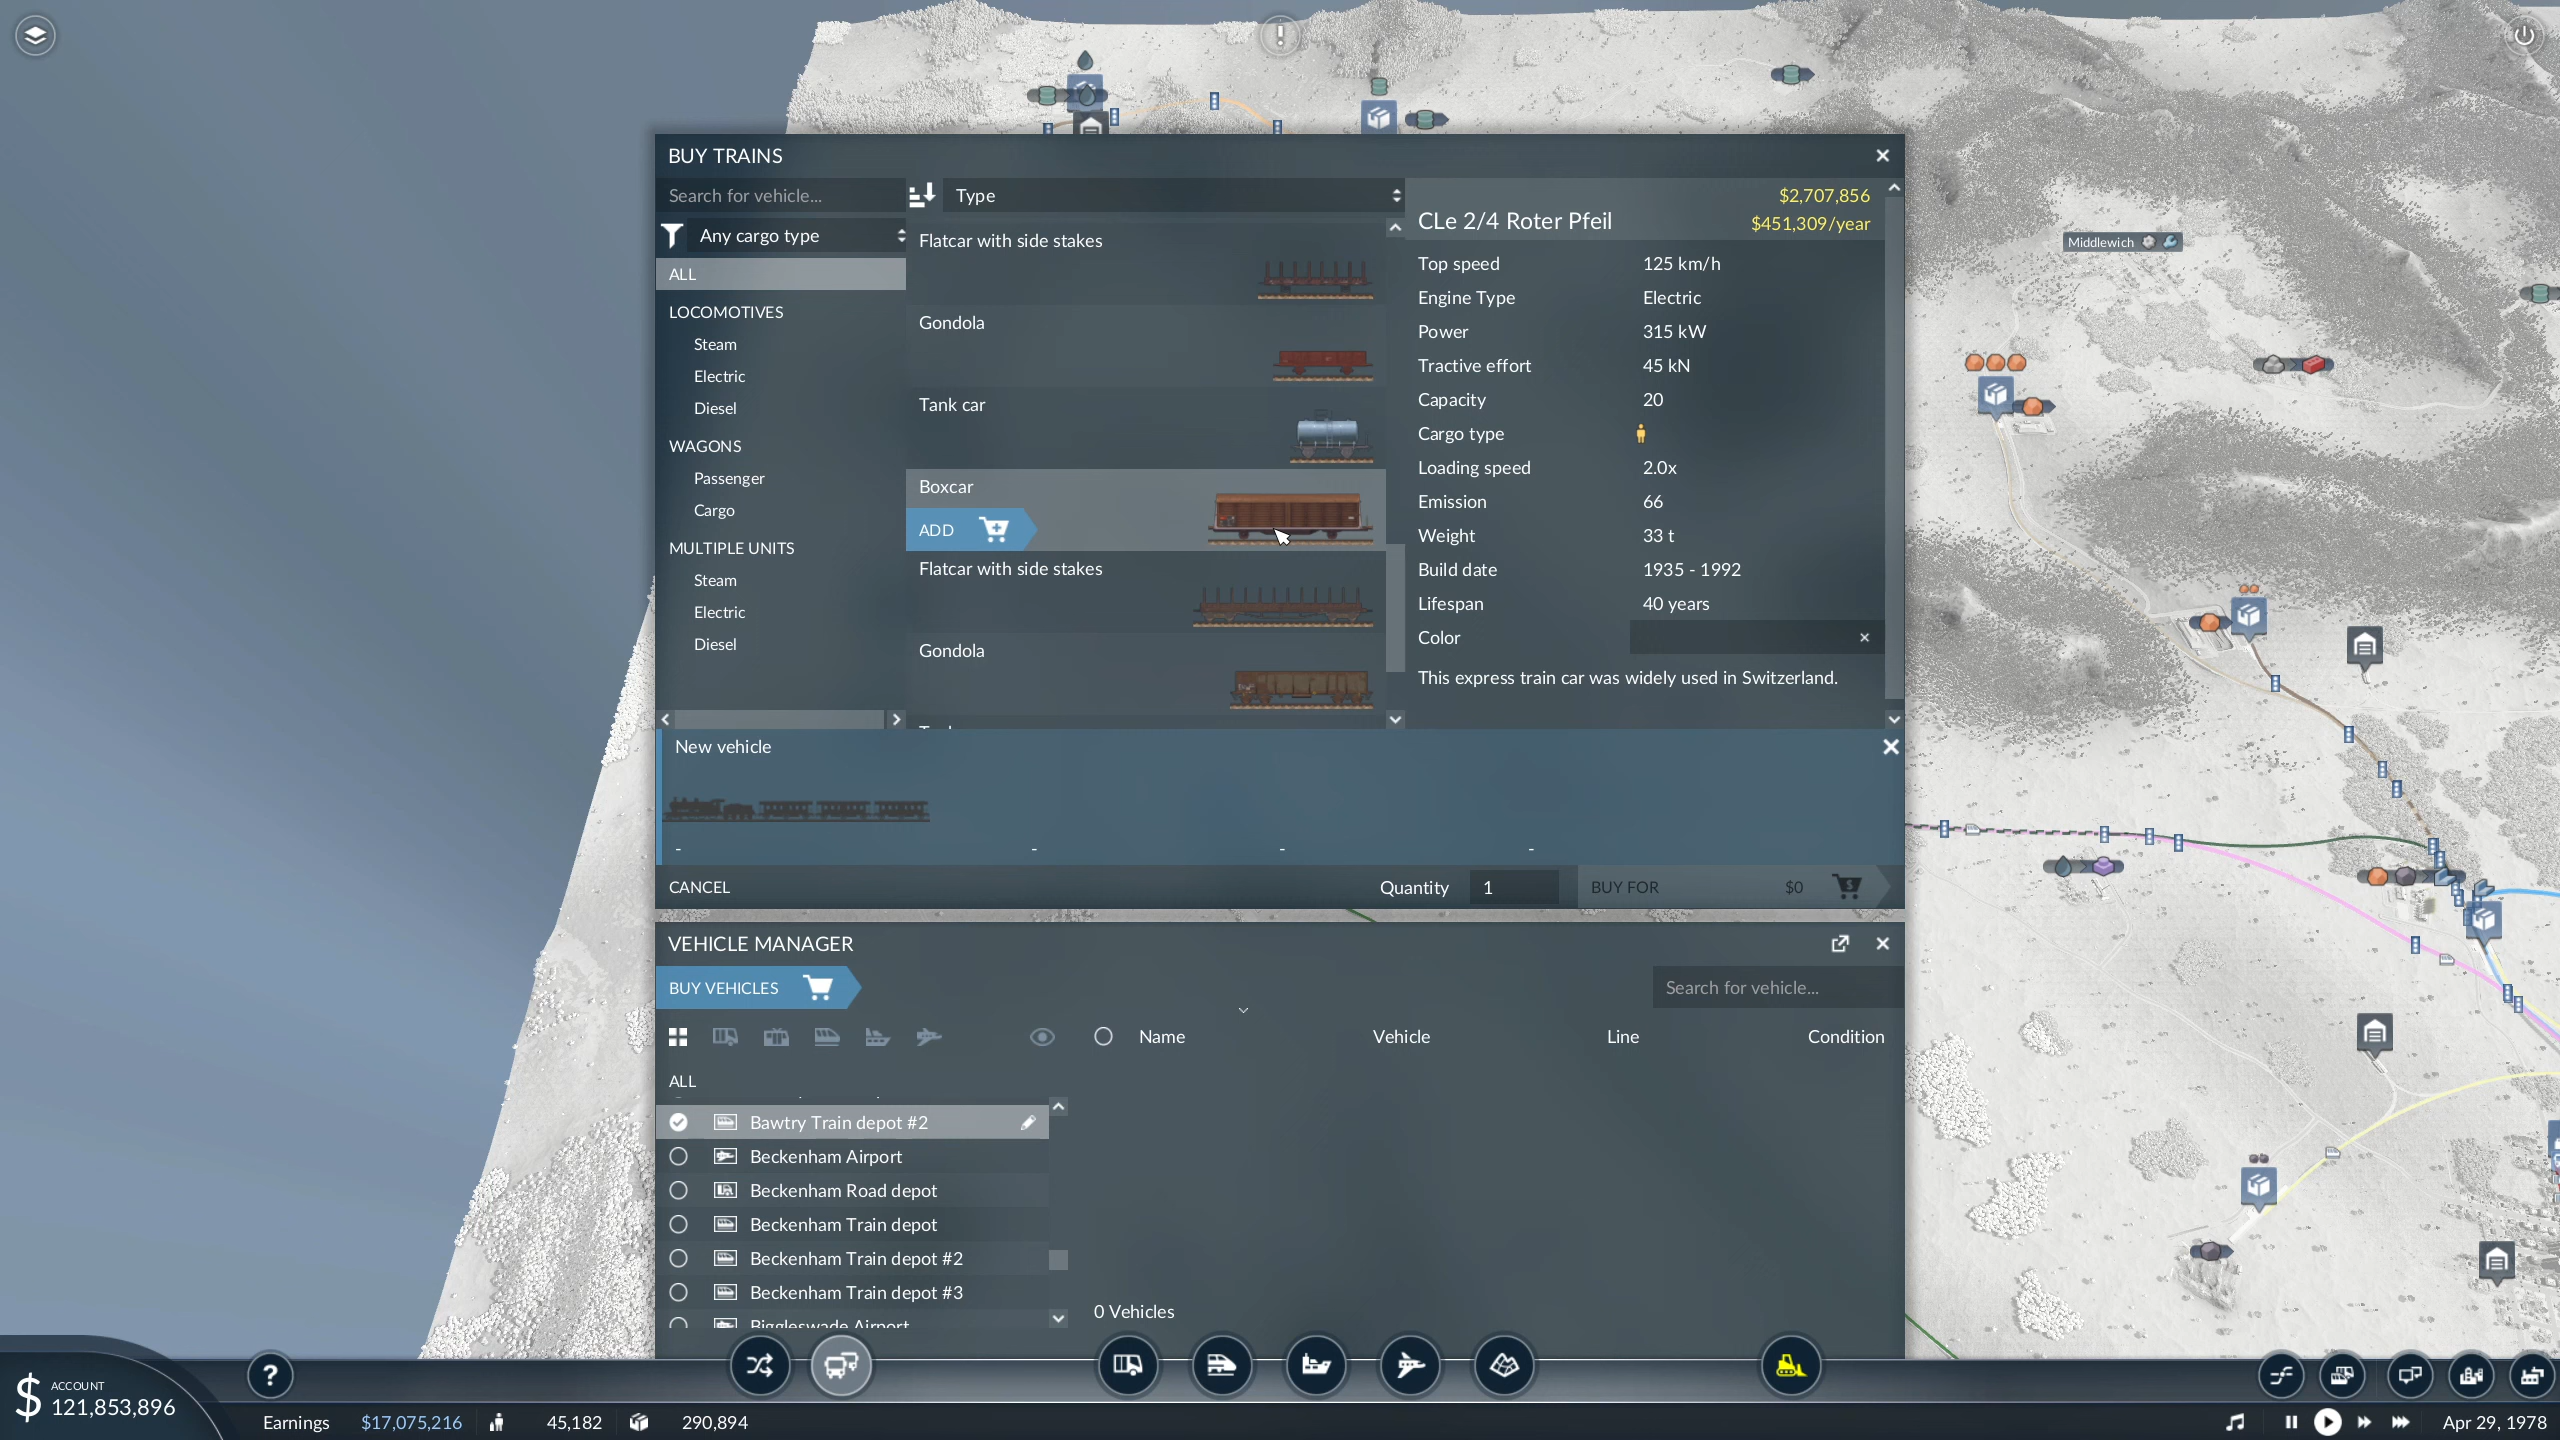 Middlewich
BUY TRAINS
Search for vehicle...
Type
Any cargo type
ALL
LOCOMOTIVES
Steam
Electric
Diesel
WAGONS
Passenger
Cargo
MULTIPLE UNITS
Steam
Electric
Diesel
Flatcar with side stakes
Gondola
Tank car
Boxcar
ADD
Flatcar with side stakes
Gondola
$2,707,856
CLe 2/4 Roter Pfeil
$451,309/year
Top speed 125 km/h
Engine Type Electric
Power 315 kW
Tractive effort 45 kN
Capacity 20
Cargo type
Loading speed 2.0x
Emission 66
Weight 33 t
Build date 1935 - 1992
Lifespan 40 years
Color
This express train car was widely used in Switzerland.
New vehicle
- - - -
CANCEL
Quantity 1
BUY FOR $0
VEHICLE MANAGER
BUY VEHICLES
Search for vehicle...
Name Vehicle Line Condition
ALL
Bawtry Train depot #2
Beckenham Airport
Beckenham Road depot
Beckenham Train depot
Beckenham Train depot #2
Beckenham Train depot #3
Biggleswade Airport
0 Vehicles
?
$ ACCOUNT
121,853,896
Earnings $17,075,216 45,182 290,894
Apr 29, 1978